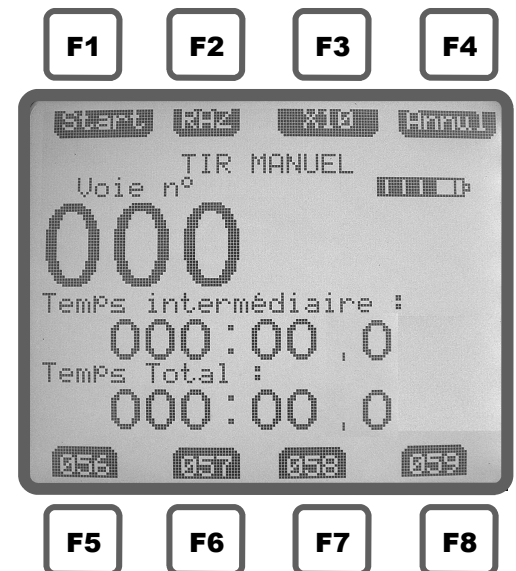 F1 F2 F3 F4
Start RAZ X10 Annul
TIR MANUEL
Voie n°
000
Temps intermédiaire :
000:00.0
Temps Total :
000:00.0
056 057 058 059
F5 F6 F7 F8